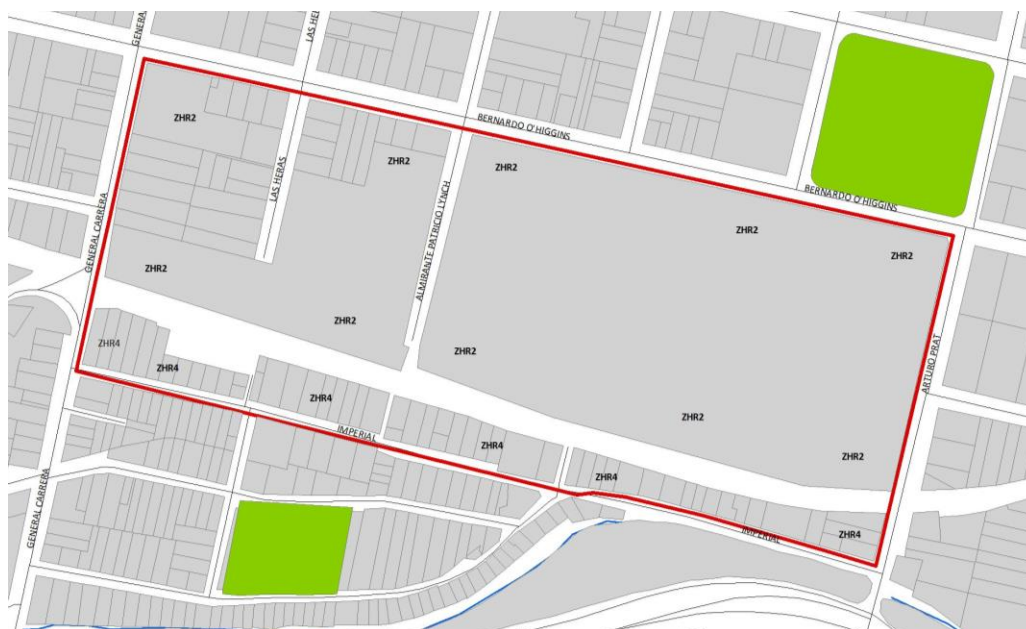 GENERAL
LAS HE
BERNARDO O'HIGGINS
BERNARDO O'HIGGINS
ZHR2
ZHR2
ZHR2
LAS HERAS
ALMIRANTE PATRICIO LYNCH
GENERAL CARRERA
ZHR2
ZHR2
ZHR2
ZHR2
ZHR2
ZHR4
ZHR4
ZHR2
ARTURO PRAT
ZHR4
ZHR2
IMPERIAL
ZHR4
ZHR2
ZHR4
GENERAL CARRERA
IMPERIAL
ZHR4